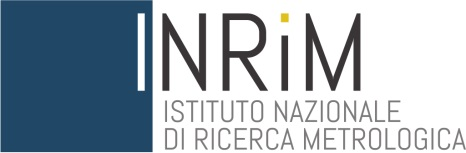 INRiM
ISTITUTO NAZIONALE
DI RICERCA METROLOGICA